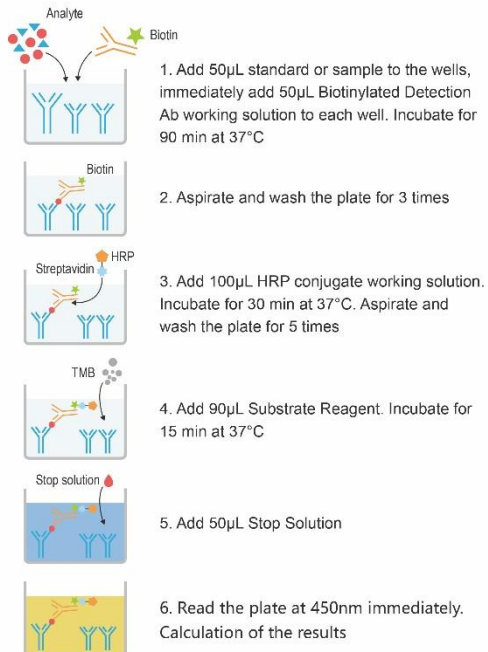 Analyte
Biotin
1. Add 50μL standard or sample to the wells,
immediately add 50μL Biotinylated Detection
Ab working solution to each well. Incubate for
90 min at 37°C
Biotin
2. Aspirate and wash the plate for 3 times
HRP
Streptavidin
3. Add 100μL HRP conjugate working solution.
Incubate for 30 min at 37°C. Aspirate and
wash the plate for 5 times
TMB
4. Add 90μL Substrate Reagent. Incubate for
15 min at 37°C
Stop solution
5. Add 50μL Stop Solution
6. Read the plate at 450nm immediately.
Calculation of the results